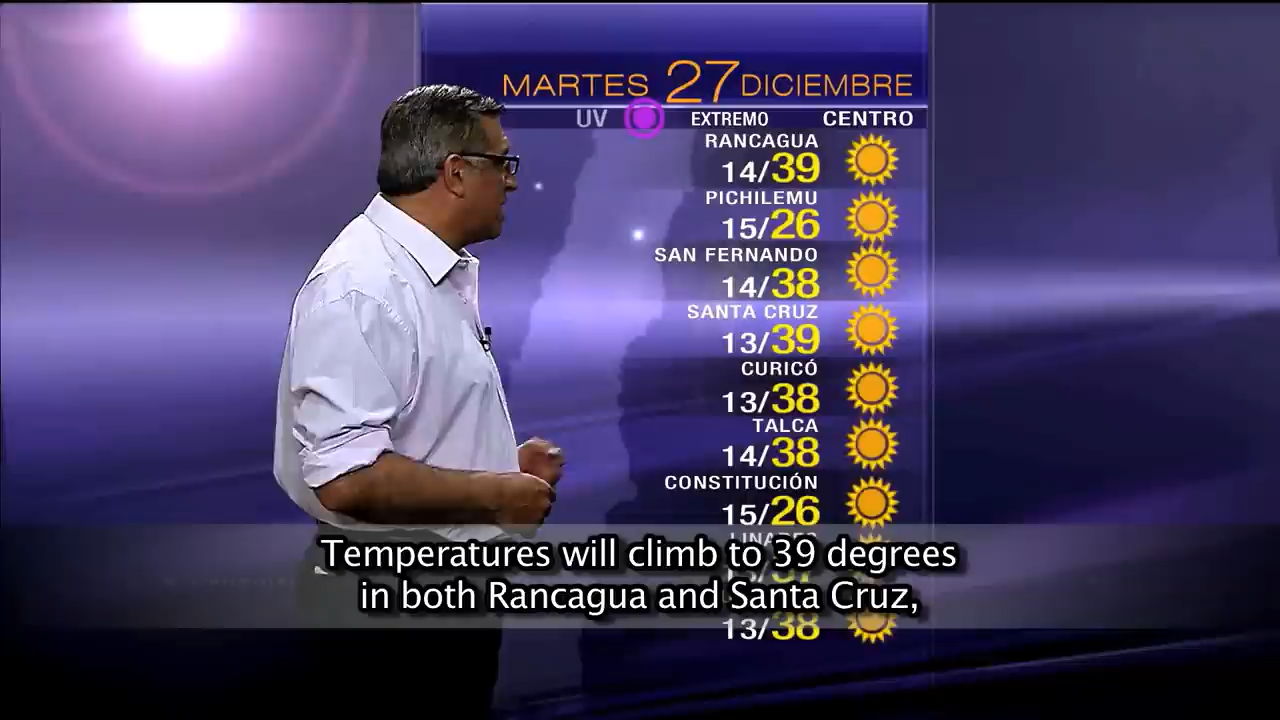 MARTES 27 DICIEMBRE
UV EXTREMO CENTRO
RANCAGUA
14/39
PICHILEMU
15/26
SAN FERNANDO
14/38
SANTA CRUZ
13/39
CURICÓ
13/38
TALCA
14/38
CONSTITUCIÓN
15/26
LINARES
Temperatures will climb to 39 degrees
in both Rancagua and Santa Cruz,
13/38